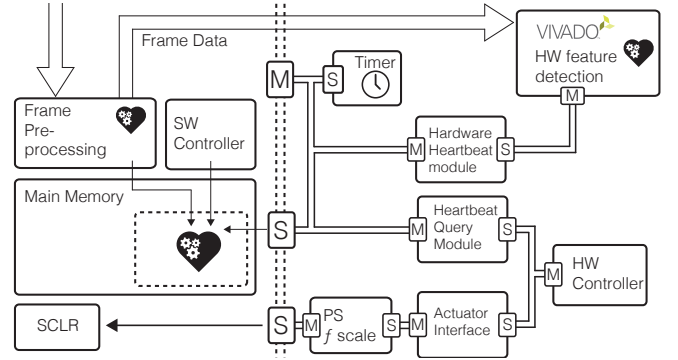 Frame Data
VIVADO
HW feature
detection
M
M
S
Timer
Frame
Pre-
processing
SW
Controller
M
Hardware
Heartbeat
module
S
Main Memory
S
M
Heartbeat
Query
Module
S
M
HW
Controller
SCLR
S
M
PS
f scale
S
M
Actuator
Interface
S